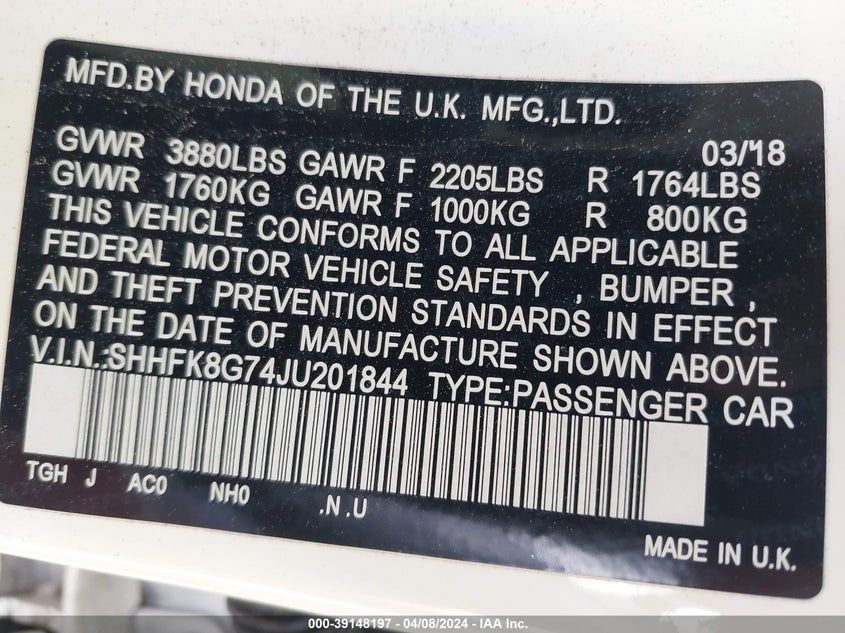 MFD.BY HONDA OF THE U.K. MFG.,LTD.
03/'18
GVWR 3880LBS GAWR F 2205LBS R 1764LBS
GVWR 1760KG GAWR F 1000KG R 800KG
THIS VEHICLE CONFORMS TO ALL APPLICABLE
FEDERAL MOTOR VEHICLE SAFETY , BUMPER ,
AND THEFT PREVENTION STANDARDS IN EFFECT
ON THE DATE OF MANUFACTURE SHOWN ABOVE.
V.I.N.:SHHFK8G74JU201844 TYPE:PASSENGER CAR
TGH J AC0 NH0 .N .U
MADE IN U.K.
000-39148197 - 04/08/2024 - IAA Inc.